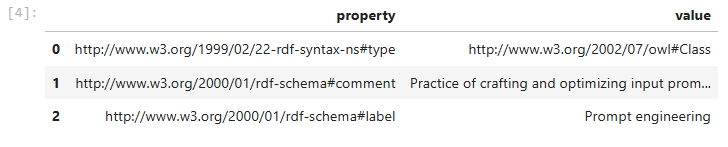 [4]:
property value
0 http://www.w3.org/1999/02/22-rdf-syntax-ns#type http://www.w3.org/2002/07/owl#Class
1 http://www.w3.org/2000/01/rdf-schema#comment Practice of crafting and optimizing input prom...
2 http://www.w3.org/2000/01/rdf-schema#label Prompt engineering